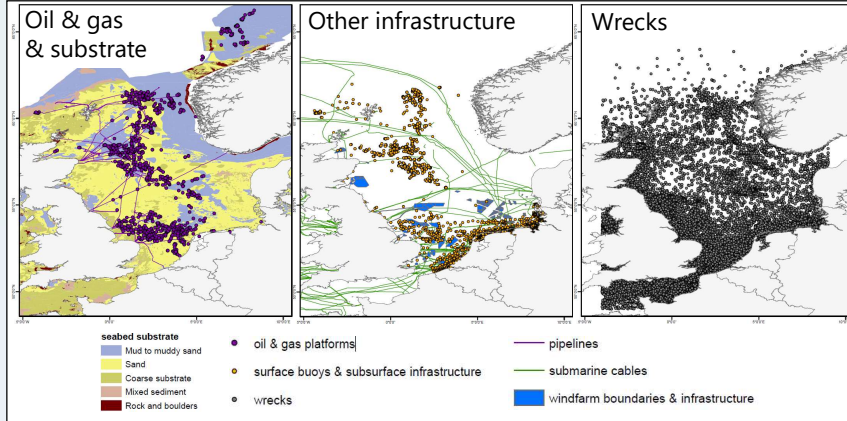 Oil & gas
& substrate
Other infrastructure
Wrecks
seabed substrate
Mud to muddy sand
Sand
Coarse substrate
Mixed sediment
Rock and boulders
oil & gas platforms
surface buoys & subsurface infrastructure
wrecks
pipelines
submarine cables
windfarm boundaries & infrastructure